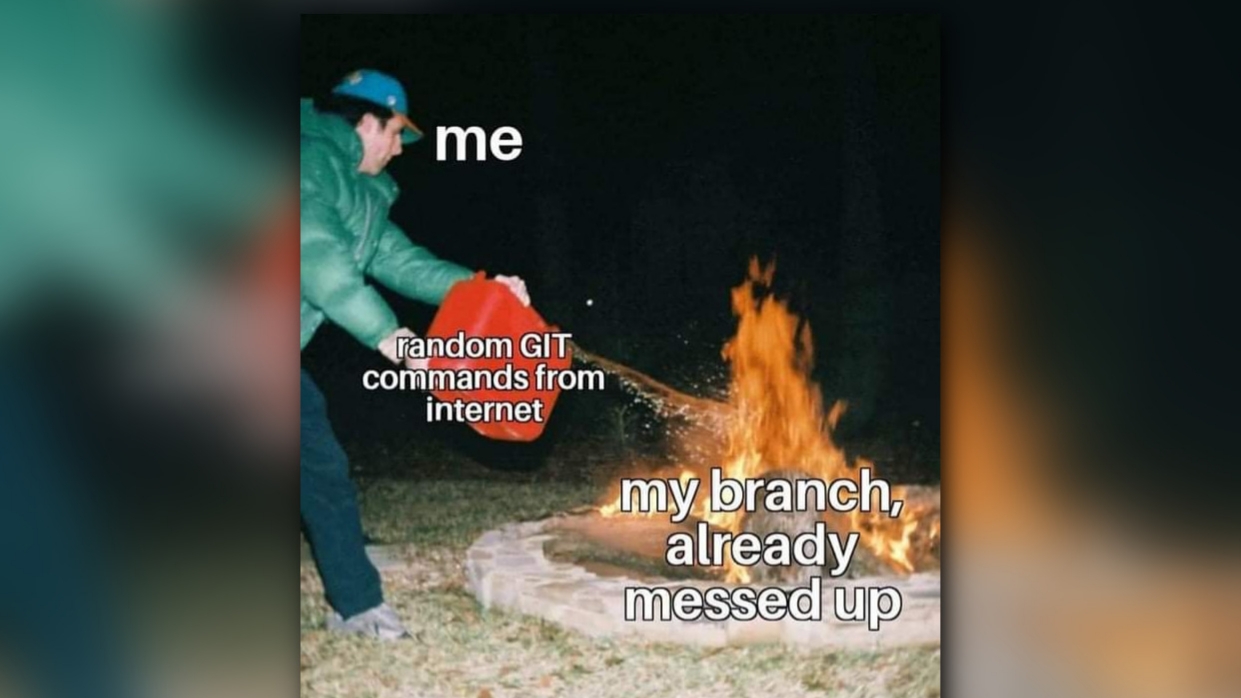 me
random GIT
commands from
internet
my branch,
already
messed up